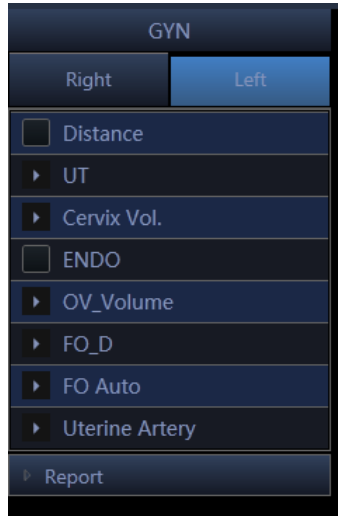 GYN
Right Left
Distance
UT
Cervix Vol.
ENDO
OV_Volume
FO_D
FO Auto
Uterine Artery
Report